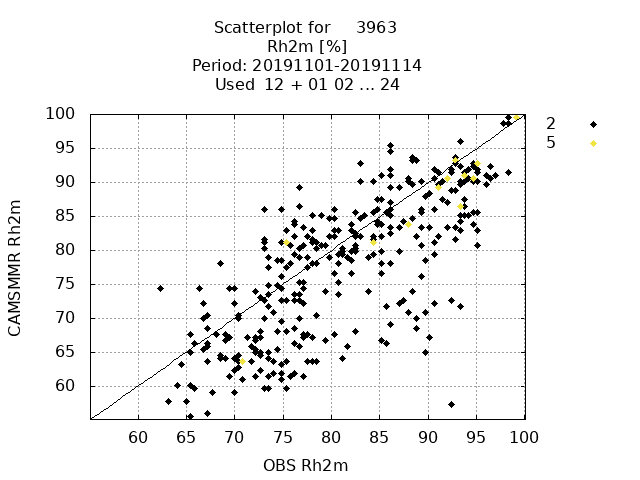 Scatterplot for 3963
Rh2m [%]
Period: 20191101-20191114
Used 12 + 01 02 ... 24
100
95
90
85
80
75
70
65
60
CAMSMMR Rh2m
60 65 70 75 80 85 90 95 100
OBS Rh2m
2
5